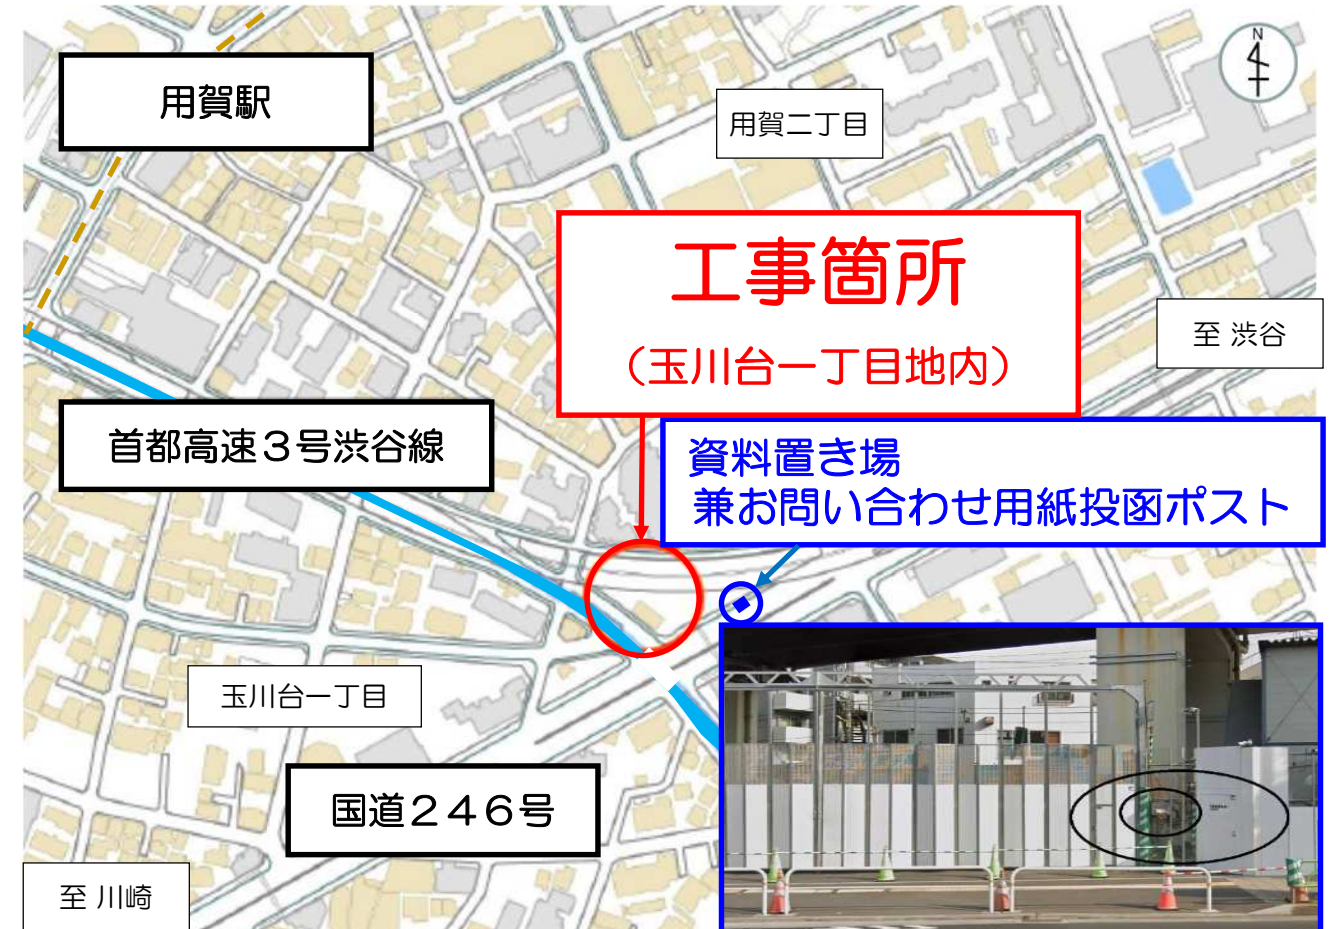 N
用賀駅
用賀二丁目
工事箇所
（玉川台一丁目地内）
至 渋谷
首都高速３号渋谷線
資料置き場
兼お問い合わせ用紙投函ポスト
玉川台一丁目
国道２４６号
至 川崎